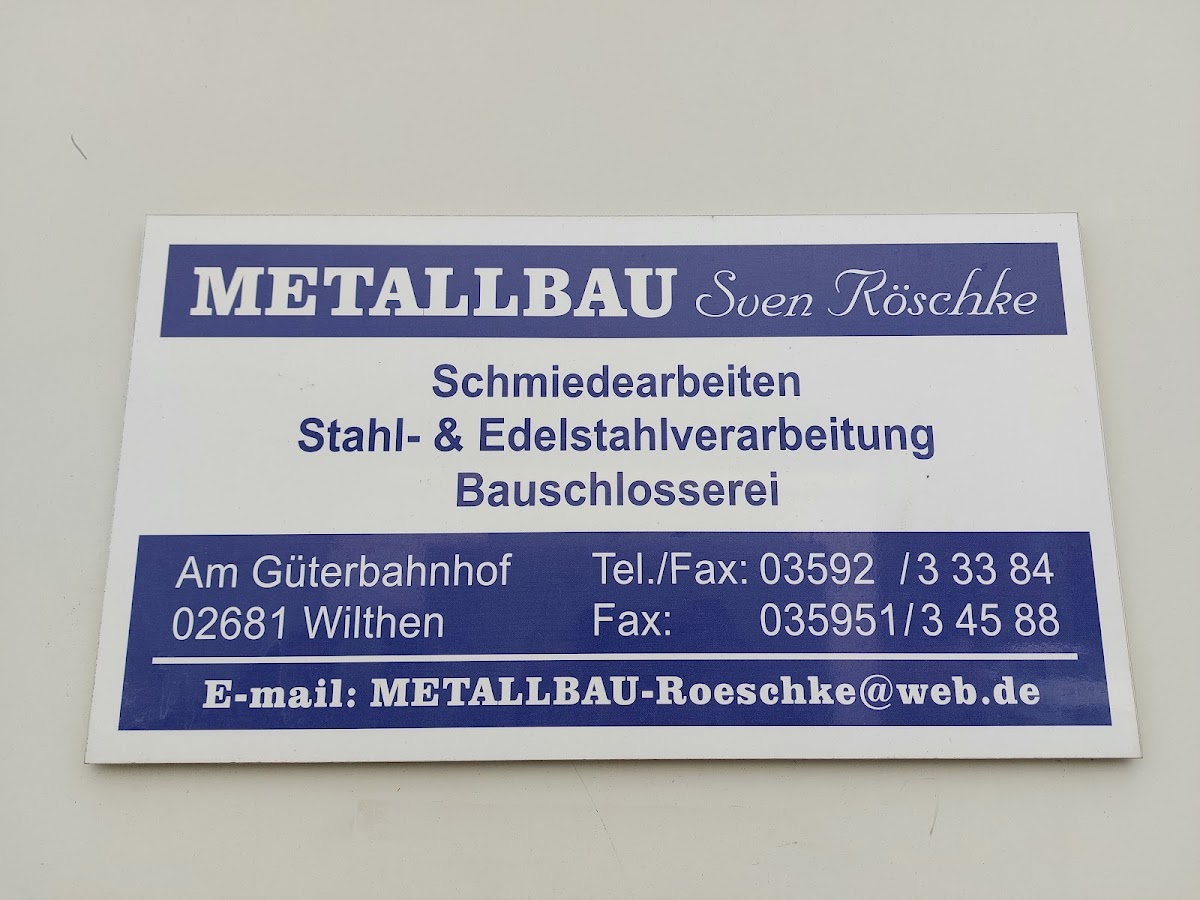 METALLBAU Sven Röschke
Schmiedearbeiten
Stahl- & Edelstahlverarbeitung
Bauschlosserei
Am Güterbahnhof
02681 Wilthen
Tel./Fax: 03592 / 3 33 84
Fax: 035951/ 3 45 88
E-mail: METALLBAU-Roeschke@web.de